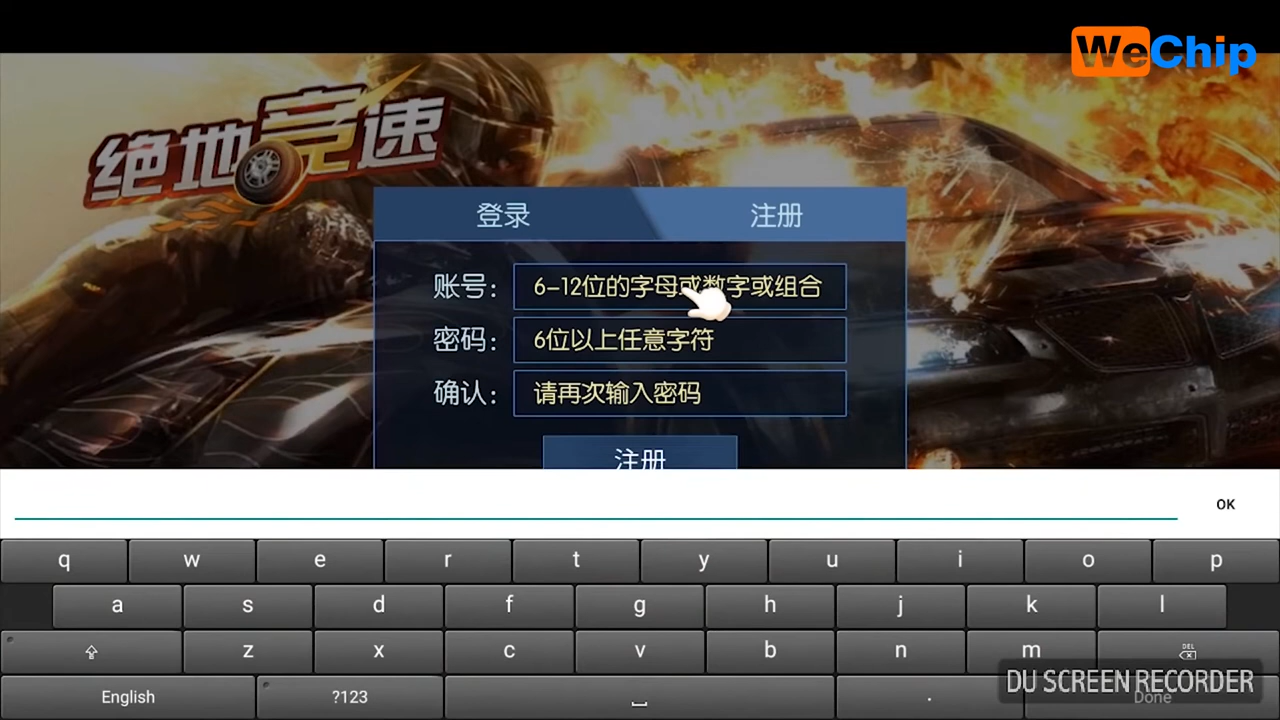 WeChip
绝地竞速
登录 注册
账号： 6-12位的字母或数字或组合
密码： 6位以上任意字符
确认： 请再次输入密码
注册
OK
q w e r t y u i o p
a s d f g h j k l
z x c v b n m DEL
English ?123 . Done
DU SCREEN RECORDER